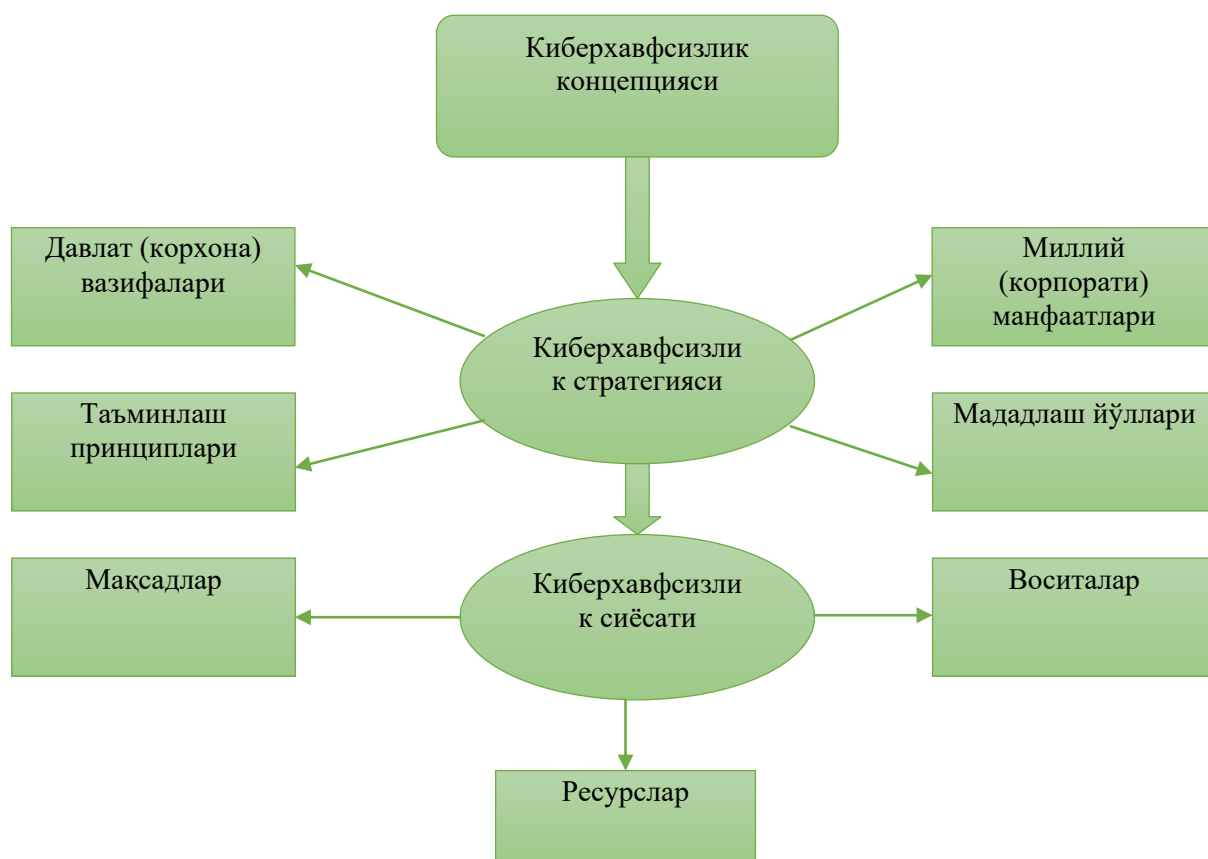 Киберхавфсизлик
концепцияси
Давлат (корхона)
вазифалари
Миллий
(корпорати)
манфаатлари
Киберхавфсизли
к стратегияси
Таъминлаш
принциплари
Мададлаш йўллари
Мақсадлар
Киберхавфсизли
к сиёсати
Воситалар
Ресурслар